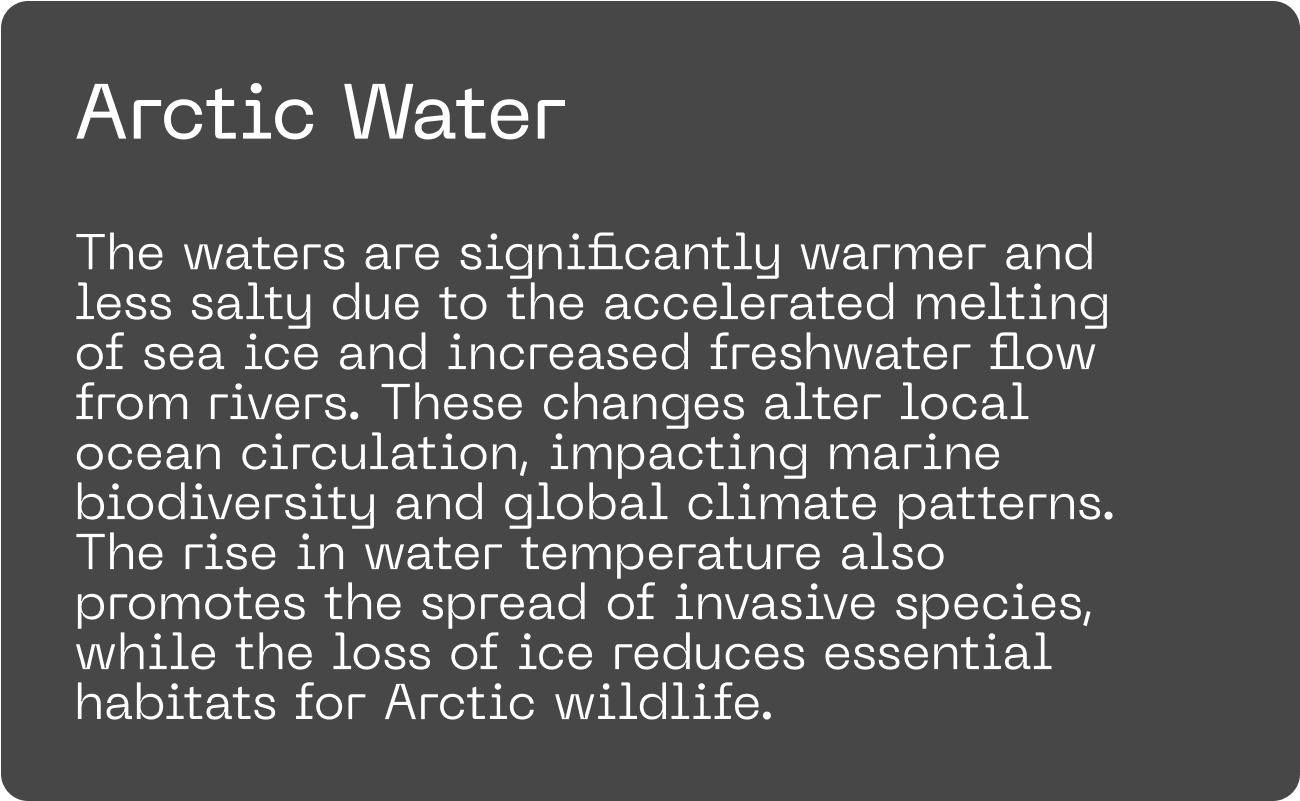 Arctic Water
The waters are significantly warmer and
less salty due to the accelerated melting
of sea ice and increased freshwater flow
from rivers. These changes alter local
ocean circulation, impacting marine
biodiversity and global climate patterns.
The rise in water temperature also
promotes the spread of invasive species,
while the loss of ice reduces essential
habitats for Arctic wildlife.